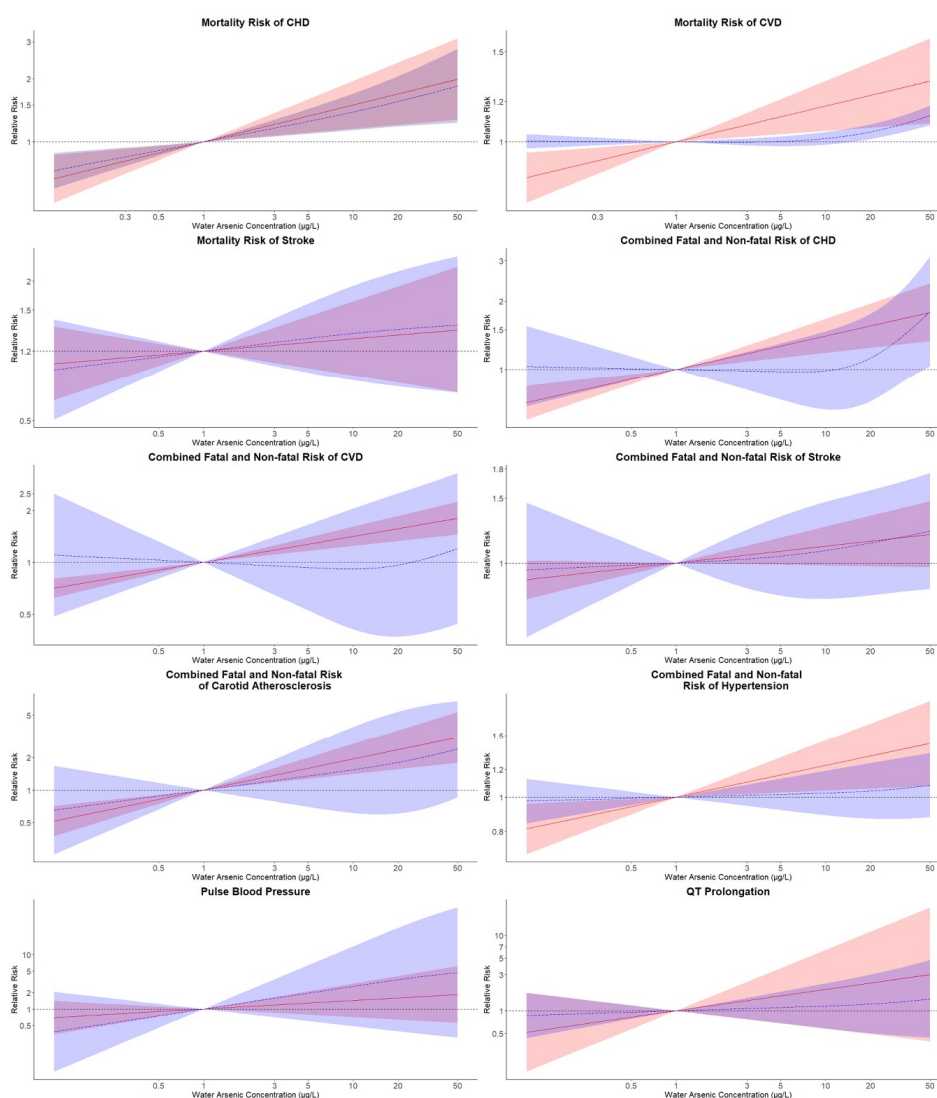 Mortality Risk of CHD
Relative Risk
3
2
1.5
1
0.3 0.5 1 3 5 10 20 50
Water Arsenic Concentration (µg/L)
Mortality Risk of CVD
Relative Risk
1.5
1.2
1
0.3 1 3 5 10 20 50
Water Arsenic Concentration (µg/L)
Mortality Risk of Stroke
Relative Risk
2
1.5
1.2
0.5
0.5 1 3 5 10 20 50
Water Arsenic Concentration (µg/L)
Combined Fatal and Non-fatal Risk of CHD
Relative Risk
3
2
1.5
1
0.5 1 3 5 10 20 50
Water Arsenic Concentration (µg/L)
Combined Fatal and Non-fatal Risk of CVD
Relative Risk
2.5
2
1
0.5
0.5 1 3 5 10 20 50
Water Arsenic Concentration (µg/L)
Combined Fatal and Non-fatal Risk of Stroke
Relative Risk
1.8
1.5
1
0.5 1 3 5 10 20 50
Water Arsenic Concentration (µg/L)
Combined Fatal and Non-fatal Risk
of Carotid Atherosclerosis
Relative Risk
5
2
1
0.5
0.5 1 3 5 10 20 50
Water Arsenic Concentration (µg/L)
Combined Fatal and Non-fatal
Risk of Hypertension
Relative Risk
1.5
1.2
1
0.8
0.5 1 3 5 10 20 50
Water Arsenic Concentration (µg/L)
Pulse Blood Pressure
Relative Risk
10
5
2
1
0.5
0.5 1 3 5 10 20 50
Water Arsenic Concentration (µg/L)
QT Prolongation
Relative Risk
10
7
5
3
1
0.5
0.5 1 3 5 10 20 50
Water Arsenic Concentration (µg/L)